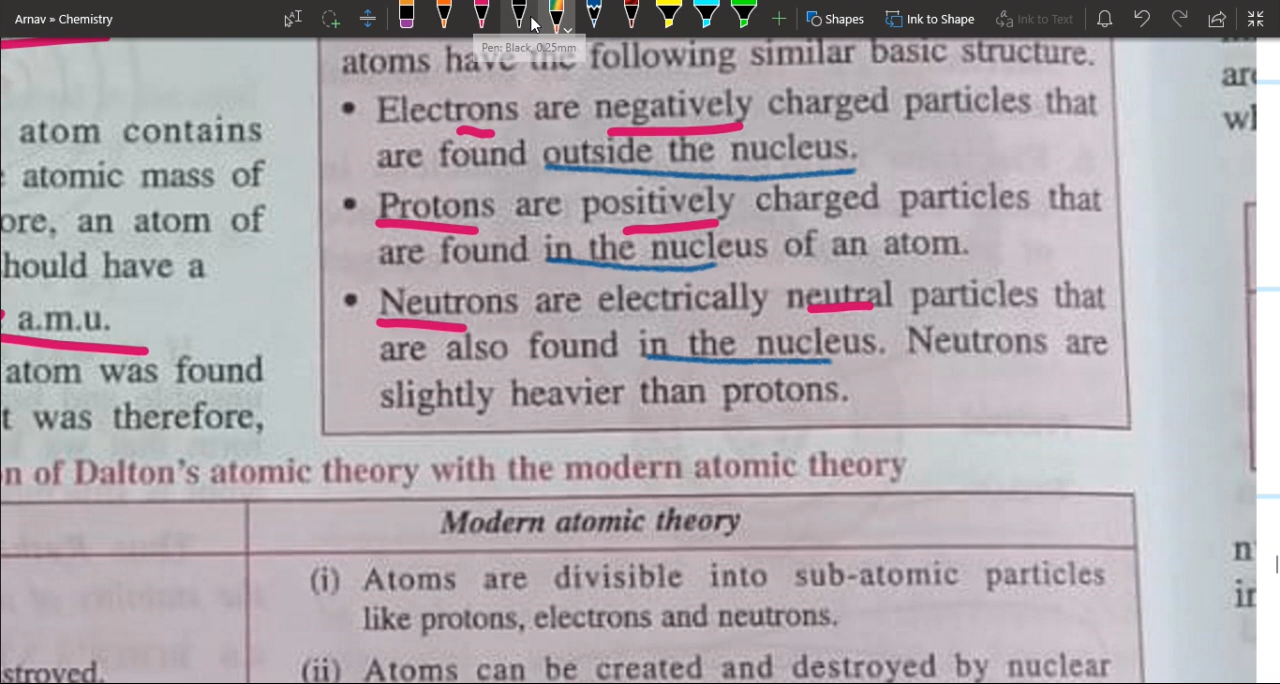 Arnav » Chemistry
Shapes
Ink to Shape
Ink to Text
Pen: Black, 0.25mm
atom contains
atomic mass of
ore, an atom of
hould have a
a.m.u.
atom was found
t was therefore,
atoms have the following similar basic structure.
• Electrons are negatively charged particles that
are found outside the nucleus.
• Protons are positively charged particles that
are found in the nucleus of an atom.
• Neutrons are electrically neutral particles that
are also found in the nucleus. Neutrons are
slightly heavier than protons.
on of Dalton's atomic theory with the modern atomic theory
Modern atomic theory
(i) Atoms are divisible into sub-atomic particles
like protons, electrons and neutrons.
stroyed.
(ii) Atoms can be created and destroyed by nuclear